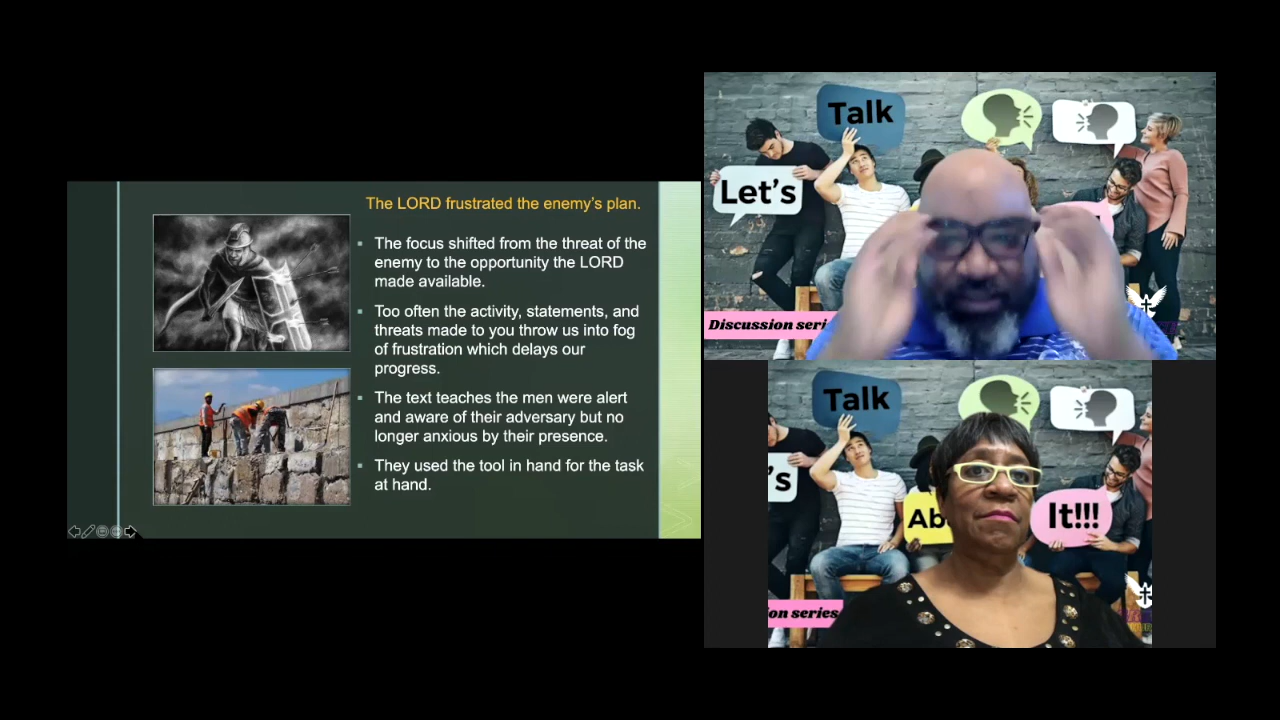 The LORD frustrated the enemy's plan.
▪ The focus shifted from the threat of the
enemy to the opportunity the LORD
made available.
▪ Too often the activity, statements, and
threats made to you throw us into fog
of frustration which delays our
progress.
▪ The text teaches the men were alert
and aware of their adversary but no
longer anxious by their presence.
▪ They used the tool in hand for the task
at hand.
Talk
Let's
Discussion seri
Talk
's
Ab
It!!!
ion series